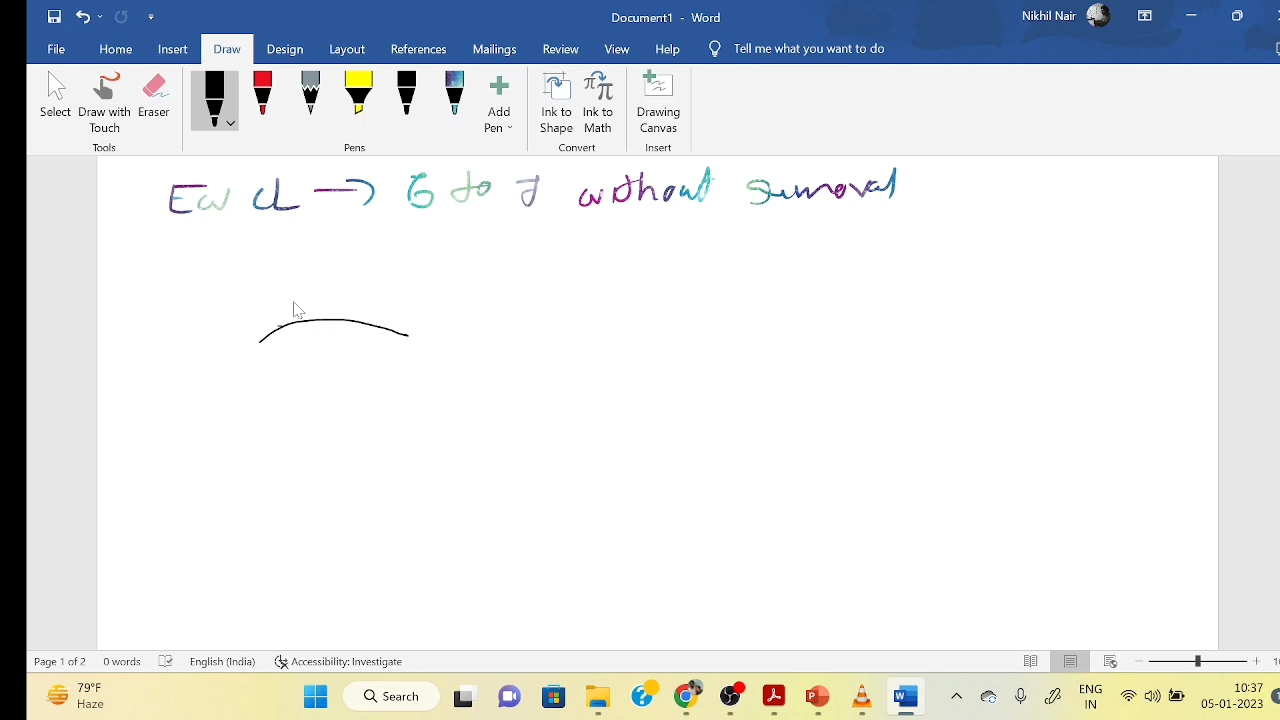 Document1 - Word
Nikhil Nair
File Home Insert Draw Design Layout References Mailings Review View Help Tell me what you want to do
Select
Draw with Touch
Eraser
Add Pen
Ink to Shape
Ink to Math
Drawing Canvas
Tools
Pens
Convert
Insert
→ 6 to 7 without removal
Page 1 of 2 0 words English (India) Accessibility: Investigate
79°F
Haze
Search
ENG
IN
10:37
05-01-2023